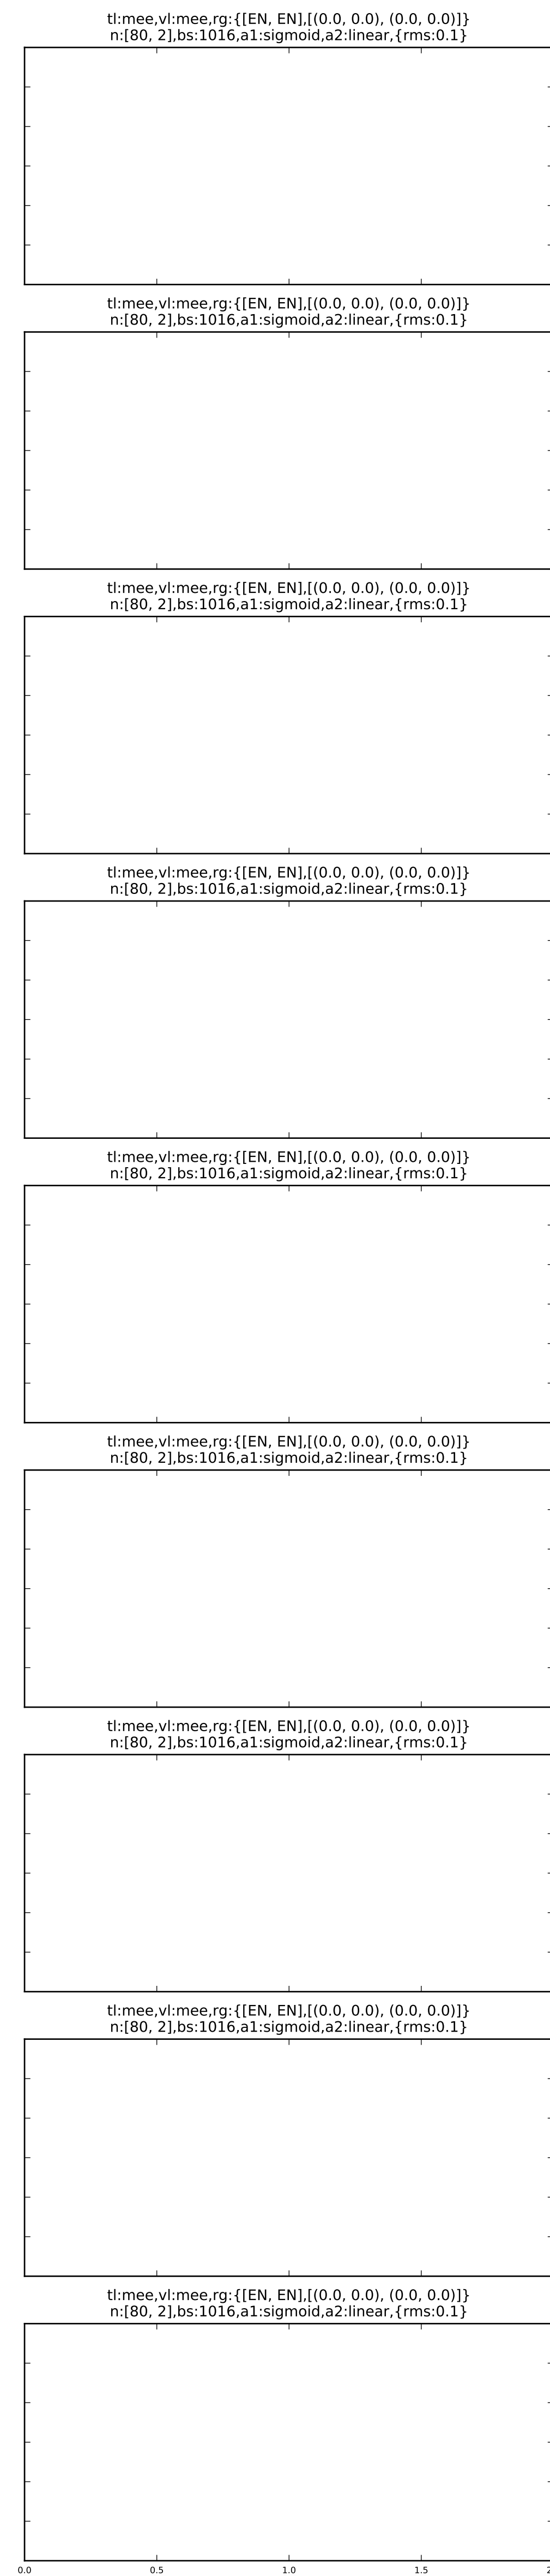 tl:mee,vl:mee,rg:{[EN, EN],[(0.0, 0.0), (0.0, 0.0)]}
n:[80, 2],bs:1016,a1:sigmoid,a2:linear,{rms:0.1}
tl:mee,vl:mee,rg:{[EN, EN],[(0.0, 0.0), (0.0, 0.0)]}
n:[80, 2],bs:1016,a1:sigmoid,a2:linear,{rms:0.1}
tl:mee,vl:mee,rg:{[EN, EN],[(0.0, 0.0), (0.0, 0.0)]}
n:[80, 2],bs:1016,a1:sigmoid,a2:linear,{rms:0.1}
tl:mee,vl:mee,rg:{[EN, EN],[(0.0, 0.0), (0.0, 0.0)]}
n:[80, 2],bs:1016,a1:sigmoid,a2:linear,{rms:0.1}
tl:mee,vl:mee,rg:{[EN, EN],[(0.0, 0.0), (0.0, 0.0)]}
n:[80, 2],bs:1016,a1:sigmoid,a2:linear,{rms:0.1}
tl:mee,vl:mee,rg:{[EN, EN],[(0.0, 0.0), (0.0, 0.0)]}
n:[80, 2],bs:1016,a1:sigmoid,a2:linear,{rms:0.1}
tl:mee,vl:mee,rg:{[EN, EN],[(0.0, 0.0), (0.0, 0.0)]}
n:[80, 2],bs:1016,a1:sigmoid,a2:linear,{rms:0.1}
tl:mee,vl:mee,rg:{[EN, EN],[(0.0, 0.0), (0.0, 0.0)]}
n:[80, 2],bs:1016,a1:sigmoid,a2:linear,{rms:0.1}
tl:mee,vl:mee,rg:{[EN, EN],[(0.0, 0.0), (0.0, 0.0)]}
n:[80, 2],bs:1016,a1:sigmoid,a2:linear,{rms:0.1}
0.0 0.5 1.0 1.5